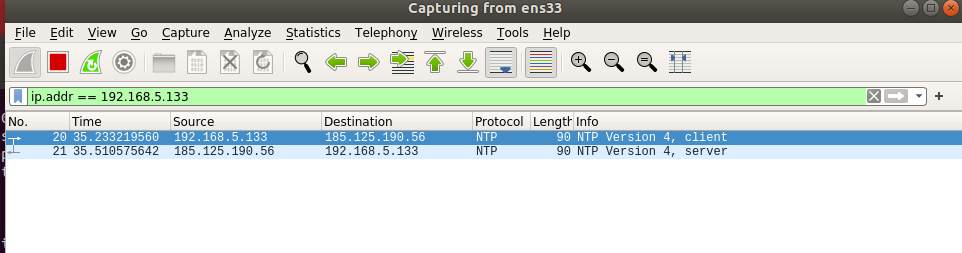 Capturing from ens33
File Edit View Go Capture Analyze Statistics Telephony Wireless Tools Help
ip.addr == 192.168.5.133
No. Time Source Destination Protocol Length Info
20 35.233219560 192.168.5.133 185.125.190.56 NTP 90 NTP Version 4, client
21 35.510575642 185.125.190.56 192.168.5.133 NTP 90 NTP Version 4, server